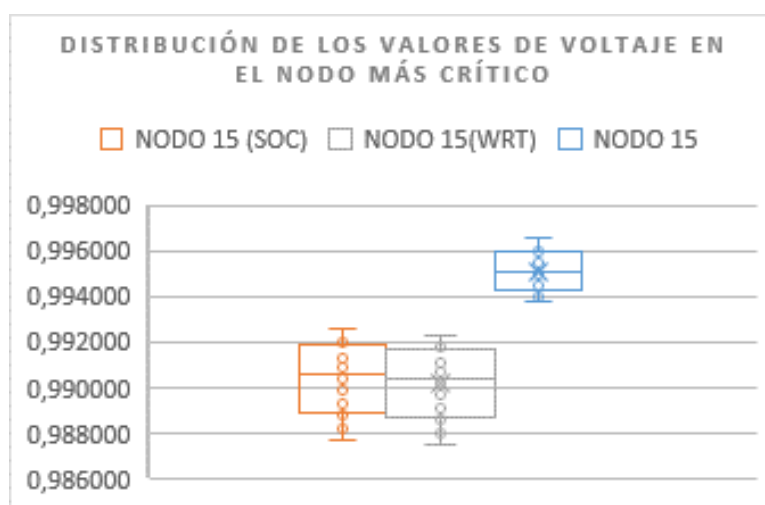 DISTRIBUCIÓN DE LOS VALORES DE VOLTAJE EN
EL NODO MÁS CRÍTICO
NODO 15 (SOC) NODO 15(WRT) NODO 15
0,998000
0,996000
0,994000
0,992000
0,990000
0,988000
0,986000